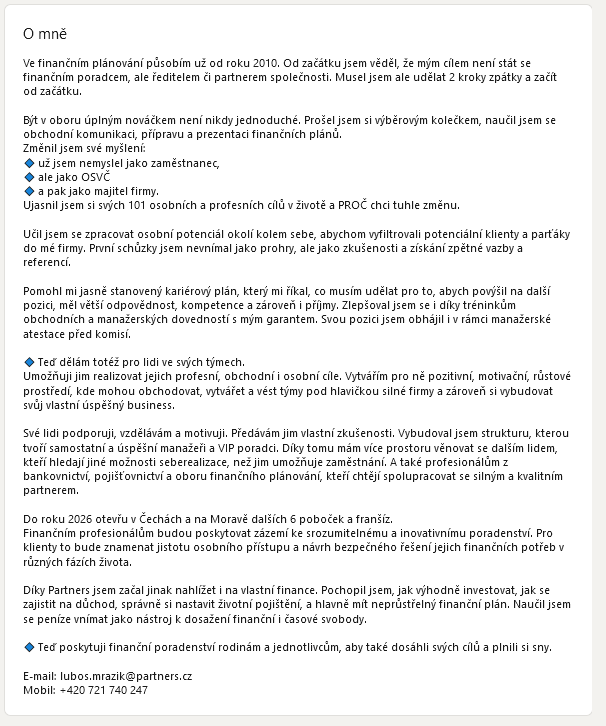 O mně
Ve finančním plánování působím už od roku 2010. Od začátku jsem věděl, že mým cílem není stát se
finančním poradcem, ale ředitelem či partnerem společnosti. Musel jsem ale udělat 2 kroky zpátky a začít
od začátku.
Být v oboru úplným nováčkem není nikdy jednoduché. Prošel jsem si výběrovým kolečkem, naučil jsem se
obchodní komunikaci, přípravu a prezentaci finančních plánů.
Změnil jsem své myšlení:
🔹 už jsem nemyslel jako zaměstnanec,
🔹 ale jako OSVČ
🔹 a pak jako majitel firmy.
Ujasnil jsem si svých 101 osobních a profesních cílů v životě a PROČ chci tuhle změnu.
Učil jsem se zpracovat osobní potenciál okolí kolem sebe, abychom vyfiltrovali potenciální klienty a parťáky
do mé firmy. První schůzky jsem nevnímal jako prohry, ale jako zkušenosti a získání zpětné vazby a
referencí.
Pomohl mi jasně stanovený kariérový plán, který mi říkal, co musím udělat pro to, abych povýšil na další
pozici, měl větší odpovědnost, kompetence a zároveň i příjmy. Zlepšoval jsem se i díky tréninkům
obchodních a manažerských dovedností s mým garantem. Svou pozici jsem obhájil i v rámci manažerské
atestace před komisí.
🔹 Teď dělám totéž pro lidi ve svých týmech.
Umožňuji jim realizovat jejich profesní, obchodní i osobní cíle. Vytvářím pro ně pozitivní, motivační, růstové
prostředí, kde mohou obchodovat, vytvářet a vést týmy pod hlavičkou silné firmy a zároveň si vybudovat
svůj vlastní úspěšný business.
Své lidi podporuji, vzdělávám a motivuji. Předávám jim vlastní zkušenosti. Vybudoval jsem strukturu, kterou
tvoří samostatní a úspěšní manažeři a VIP poradci. Díky tomu mám více prostoru věnovat se dalším lidem,
kteří hledají jiné možnosti seberealizace, než jim umožňuje zaměstnání. A také profesionálům z
bankovnictví, pojišťovnictví a oboru finančního plánování, kteří chtějí spolupracovat se silným a kvalitním
partnerem.
Do roku 2026 otevřu v Čechách a na Moravě dalších 6 poboček a franšíz.
Finančním profesionálům budou poskytovat zázemí ke srozumitelnému a inovativnímu poradenství. Pro
klienty to bude znamenat jistotu osobního přístupu a návrh bezpečného řešení jejich finančních potřeb v
různých fázích života.
Díky Partners jsem začal jinak nahlížet i na vlastní finance. Pochopil jsem, jak výhodně investovat, jak se
zajistit na důchod, správně si nastavit životní pojištění, a hlavně mít neprůstřelný finanční plán. Naučil jsem
se peníze vnímat jako nástroj k dosažení finanční i časové svobody.
🔹 Teď poskytuji finanční poradenství rodinám a jednotlivcům, aby také dosáhli svých cílů a plnili si sny.
E-mail: lubos.mrazik@partners.cz
Mobil: +420 721 740 247